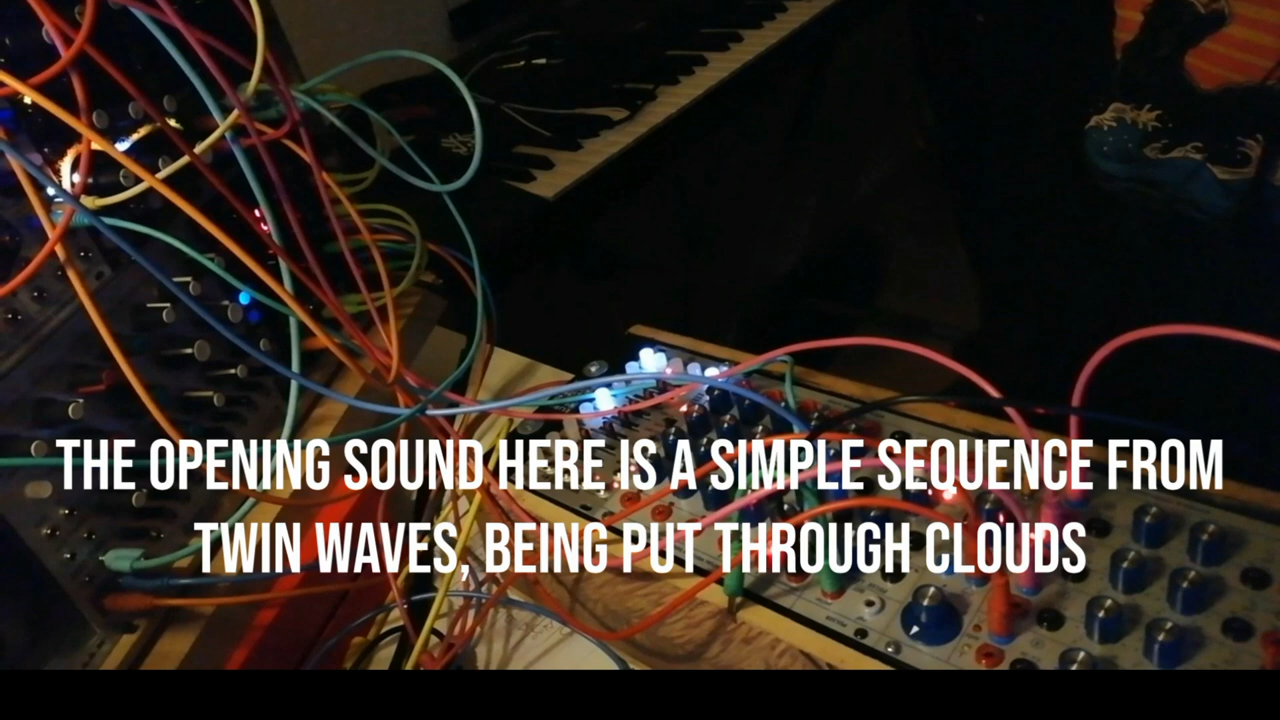 THE OPENING SOUND HERE IS A SIMPLE SEQUENCE FROM
TWIN WAVES, BEING PUT THROUGH CLOUDS